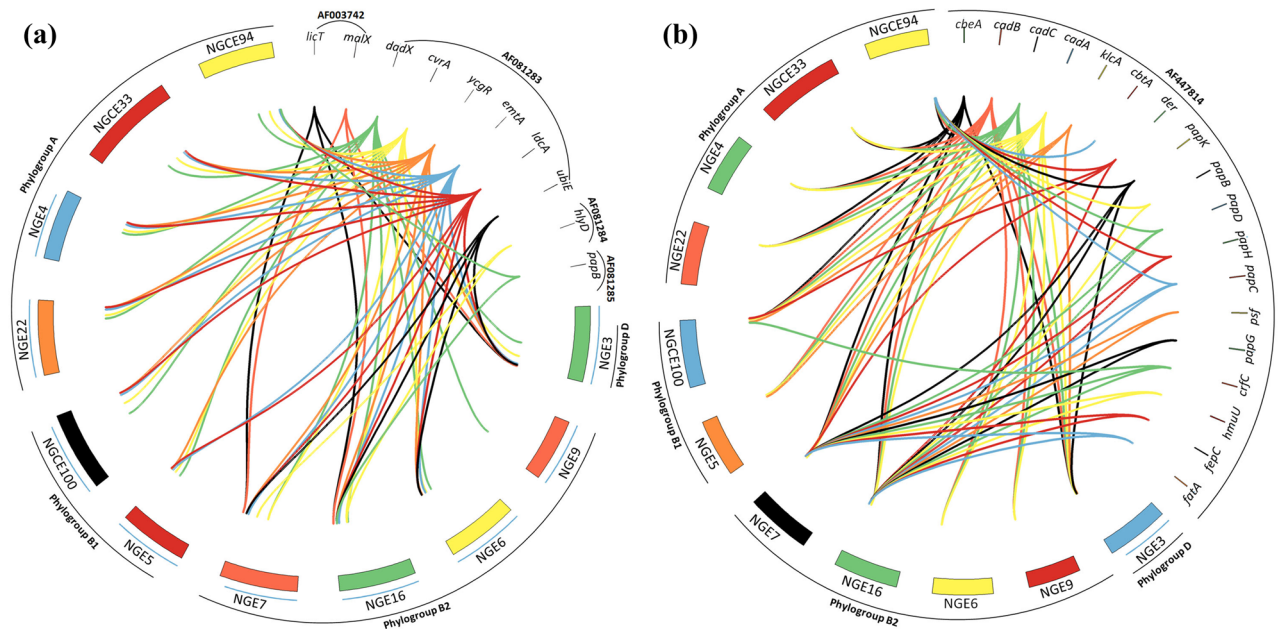 (a)
AF003742
licT
malX
dadX
cvrA
AF081283
ycgR
emtA
ldcA
ubiE
hlyD
AF081284
papB
AF081285
NGE3
Phylogroup D
NGE9
NGE6
NGE16
NGE7
Phylogroup B2
NGE5
Phylogroup B1
NGCE100
NGE22
NGE4
Phylogroup A
NGCE33
NGCE94
(b)
cbeA
cadB
cadC
cadA
klcA
cbtA
AF447814
der
papK
papB
papD
papH
papC
psf
papG
crfC
hmuU
fepC
fatA
NGE3
Phylogroup D
NGE9
NGE6
NGE16
Phylogroup B2
NGE7
NGE5
Phylogroup B1
NGCE100
NGE22
NGE4
Phylogroup A
NGCE33
NGCE94